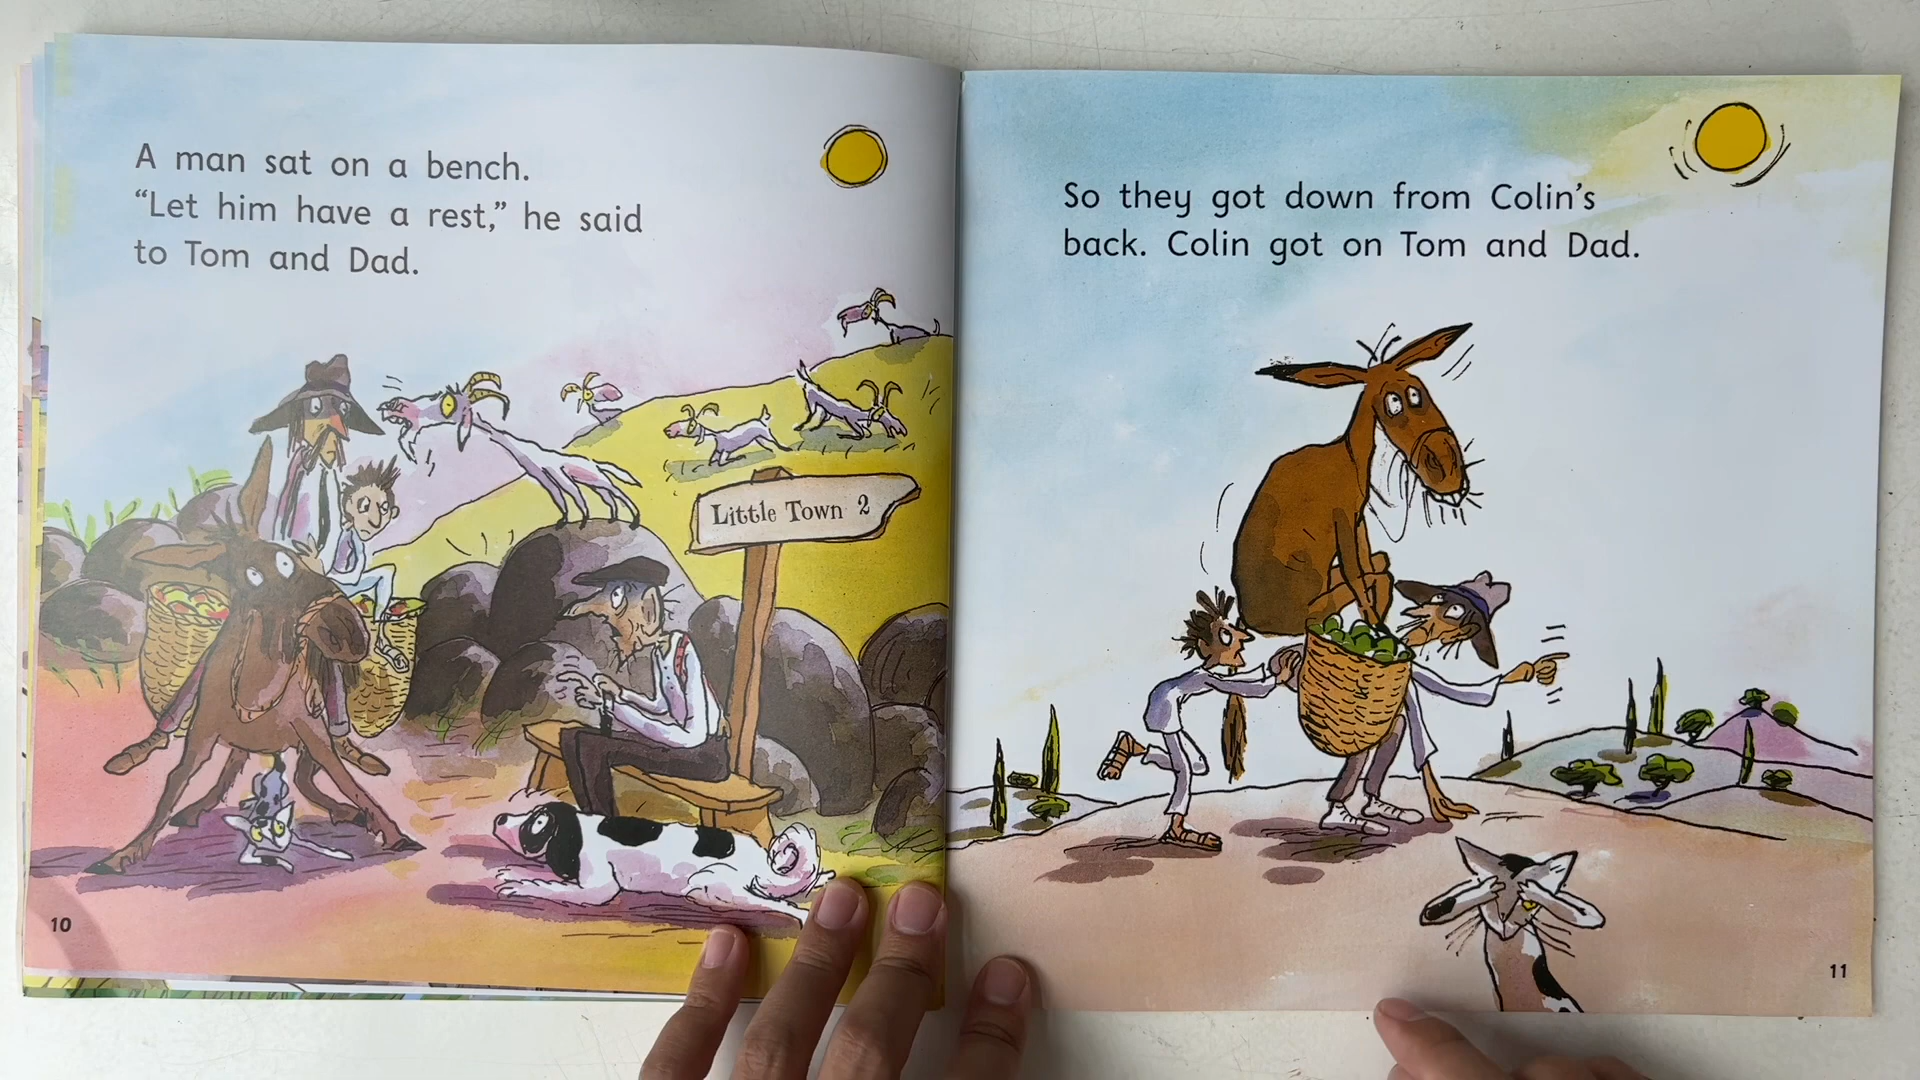 A man sat on a bench.
“Let him have a rest,” he said
to Tom and Dad.
Little Town 2
10
So they got down from Colin’s
back. Colin got on Tom and Dad.
11